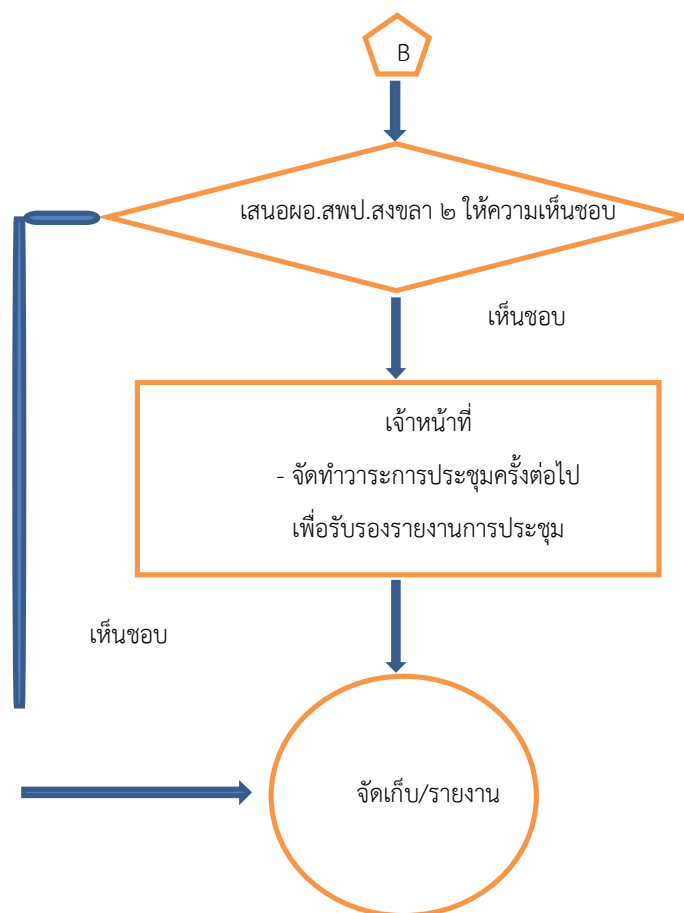 B
เสนอผอ.สพป.สงขลา ๒ ให้ความเห็นชอบ
เห็นชอบ
เจ้าหน้าที่
- จัดทำวาระการประชุมครั้งต่อไป
เพื่อรับรองรายงานการประชุม
เห็นชอบ
จัดเก็บ/รายงาน